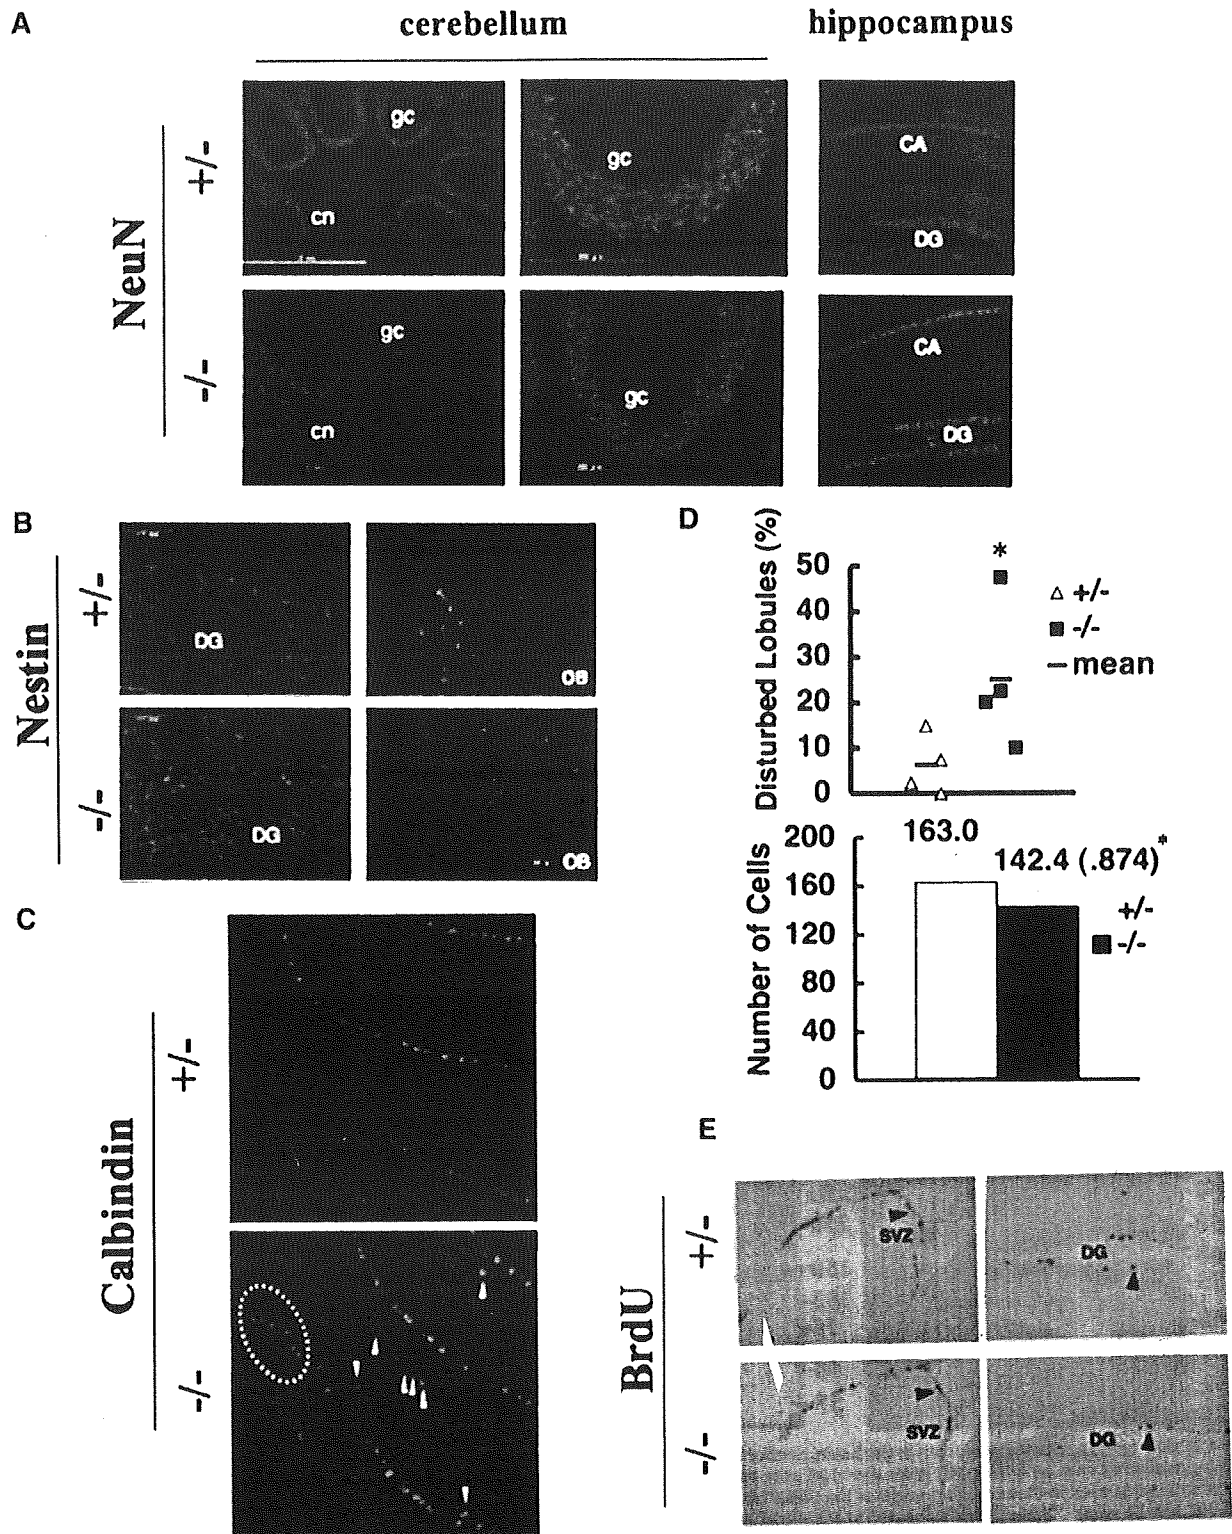 A
cerebellum
hippocampus
NeuN
+/-
gc
cn
gc
CA
DG
-/-
gc
cn
gc
CA
DG
B
Nestin
+/-
DG
OB
-/-
DG
OB
C
Calbindin
+/-
-/-
D
Disturbed Lobules (%)
50
40
30
20
10
0
*
+/-
-/-
mean
Number of Cells
200
160
120
80
40
0
163.0
142.4 (.874)*
+/-
-/-
E
BrdU
+/-
SVZ
DG
-/-
SVZ
DG